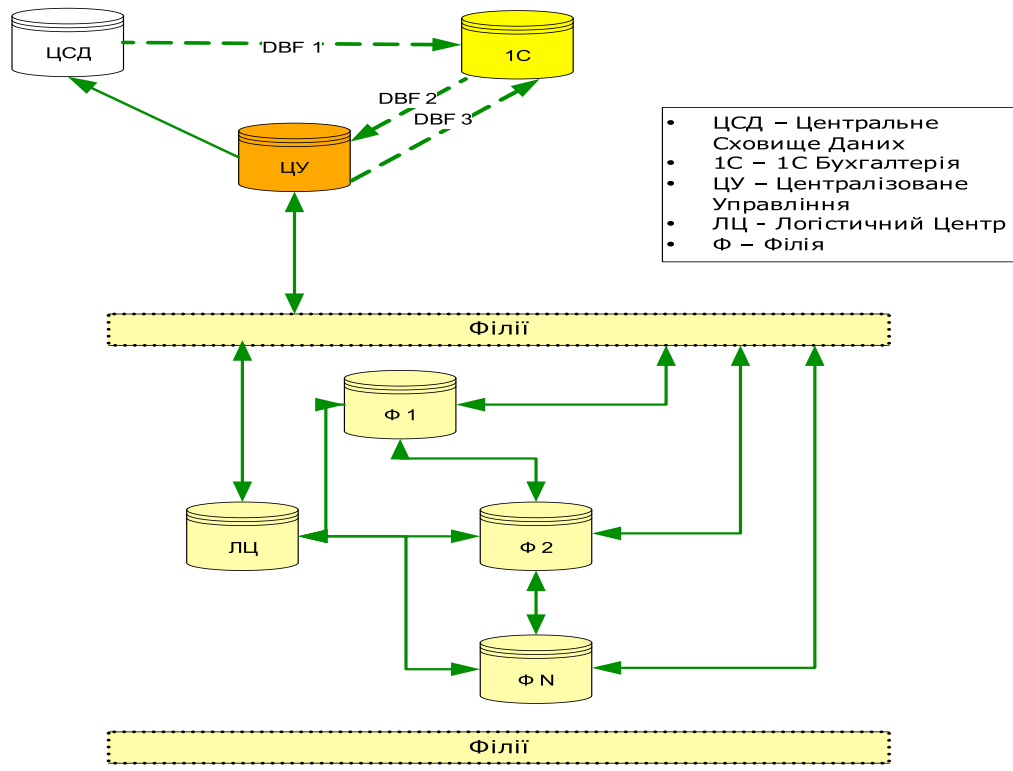 ЦСД
DBF 1
1С
DBF 2
DBF 3
ЦУ
• ЦСД – Центральне
Сховище Даних
• 1С – 1С Бухгалтерія
• ЦУ – Централізоване
Управління
• ЛЦ - Логістичний Центр
• Ф – Філія
Філії
Ф 1
ЛЦ
Ф 2
Ф N
Філії